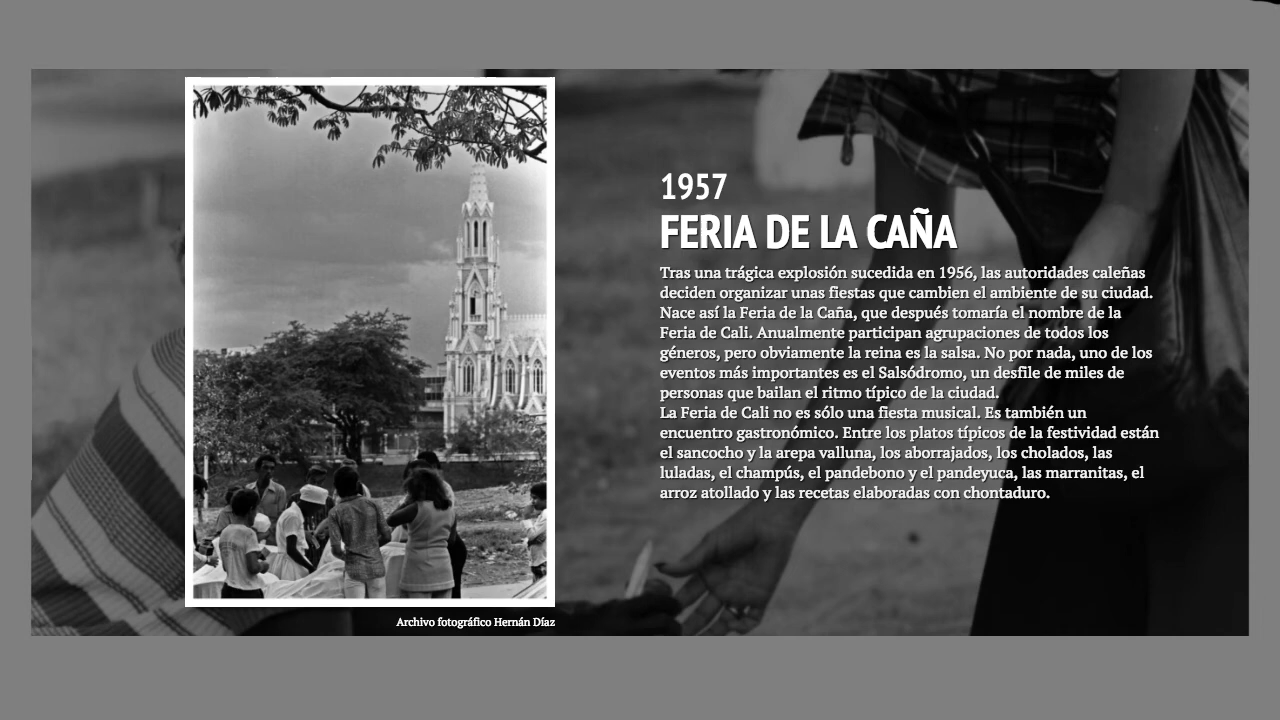 1957
FERIA DE LA CAÑA
Tras una trágica explosión sucedida en 1956, las autoridades caleñas
deciden organizar unas fiestas que cambien el ambiente de su ciudad.
Nace así la Feria de la Caña, que después tomaría el nombre de la
Feria de Cali. Anualmente participan agrupaciones de todos los
géneros, pero obviamente la reina es la salsa. No por nada, uno de los
eventos más importantes es el Salsódromo, un desfile de miles de
personas que bailan el ritmo típico de la ciudad.
La Feria de Cali no es sólo una fiesta musical. Es también un
encuentro gastronómico. Entre los platos típicos de la festividad están
el sancocho y la arepa valluna, los aborrajados, los cholados, las
luladas, el champús, el pandebono y el pandeyuca, las marranitas, el
arroz atollado y las recetas elaboradas con chontaduro.
Archivo fotográfico Hernán Díaz